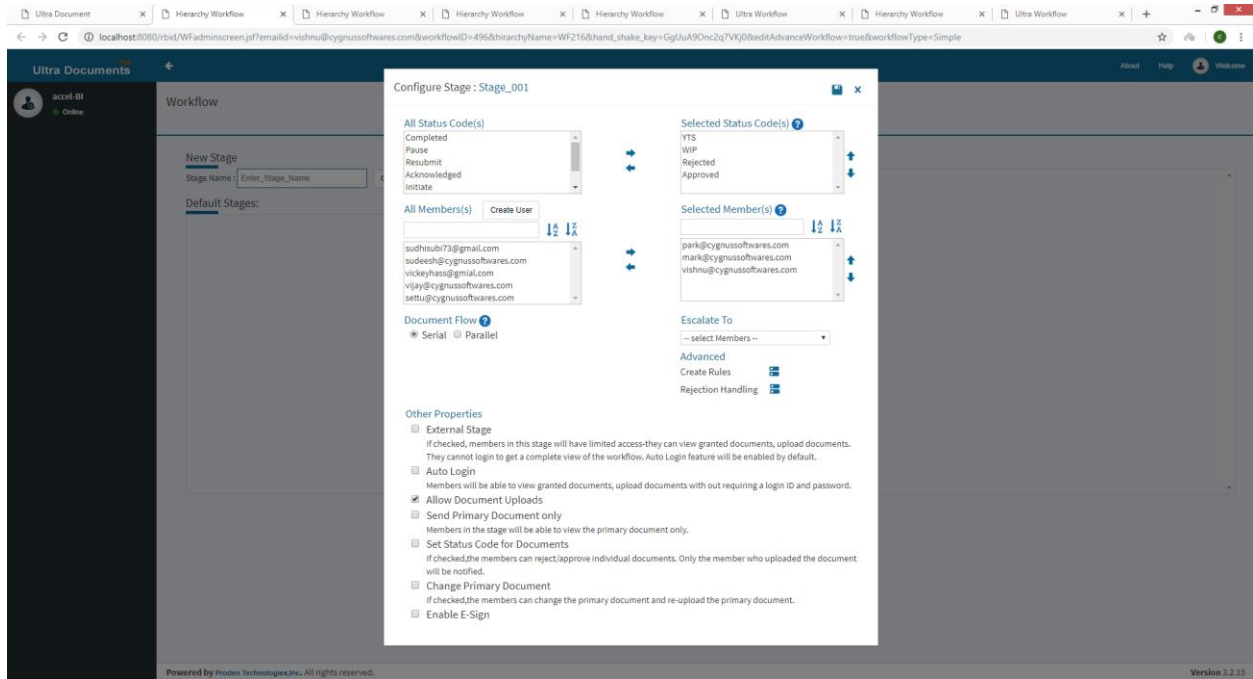 Ultra Document
Hierarchy Workflow
Hierarchy Workflow
Hierarchy Workflow
Hierarchy Workflow
Ultra Workflow
Hierarchy Workflow
Ultra Workflow
localhost:8080/rbid/WFadminscreen.jsf?emailid=vishnu@cygnussoftwares.com&workflowID=496&hirarchyName=WF216&hand_shake_key=GgUuA9Onc2q7VKj0&editAdvanceWorkflow=true&workflowType=Simple
Ultra Documents
About Help Welcome
accel-BI
Online
Workflow
New Stage
Stage Name : Enter_Stage_Name
Default Stages:
Configure Stage : Stage_001
All Status Code(s)
Completed
Pause
Resubmit
Acknowledged
Initiate
Selected Status Code(s) ?
YTS
WIP
Rejected
Approved
All Members(s) Create User
sudhisubi73@gmail.com
sudeesh@cygnussoftwares.com
vickeyhass@gmial.com
vijay@cygnussoftwares.com
settu@cygnussoftwares.com
Selected Member(s) ?
park@cygnussoftwares.com
mark@cygnussoftwares.com
vishnu@cygnussoftwares.com
Document Flow ?
Serial Parallel
Escalate To
-- select Members --
Advanced
Create Rules
Rejection Handling
Other Properties
External Stage
If checked, members in this stage will have limited access-they can view granted documents, upload documents.
They cannot login to get a complete view of the workflow. Auto Login feature will be enabled by default.
Auto Login
Members will be able to view granted documents, upload documents with out requiring a login ID and password.
Allow Document Uploads
Send Primary Document only
Members in the stage will be able to view the primary document only.
Set Status Code for Documents
If checked,the members can reject/approve individual documents. Only the member who uploaded the document
will be notified.
Change Primary Document
If checked,the members can change the primary document and re-upload the primary document.
Enable E-Sign
Powered by Proden Technologies,Inc. All rights reserved.
Version 3.2.15